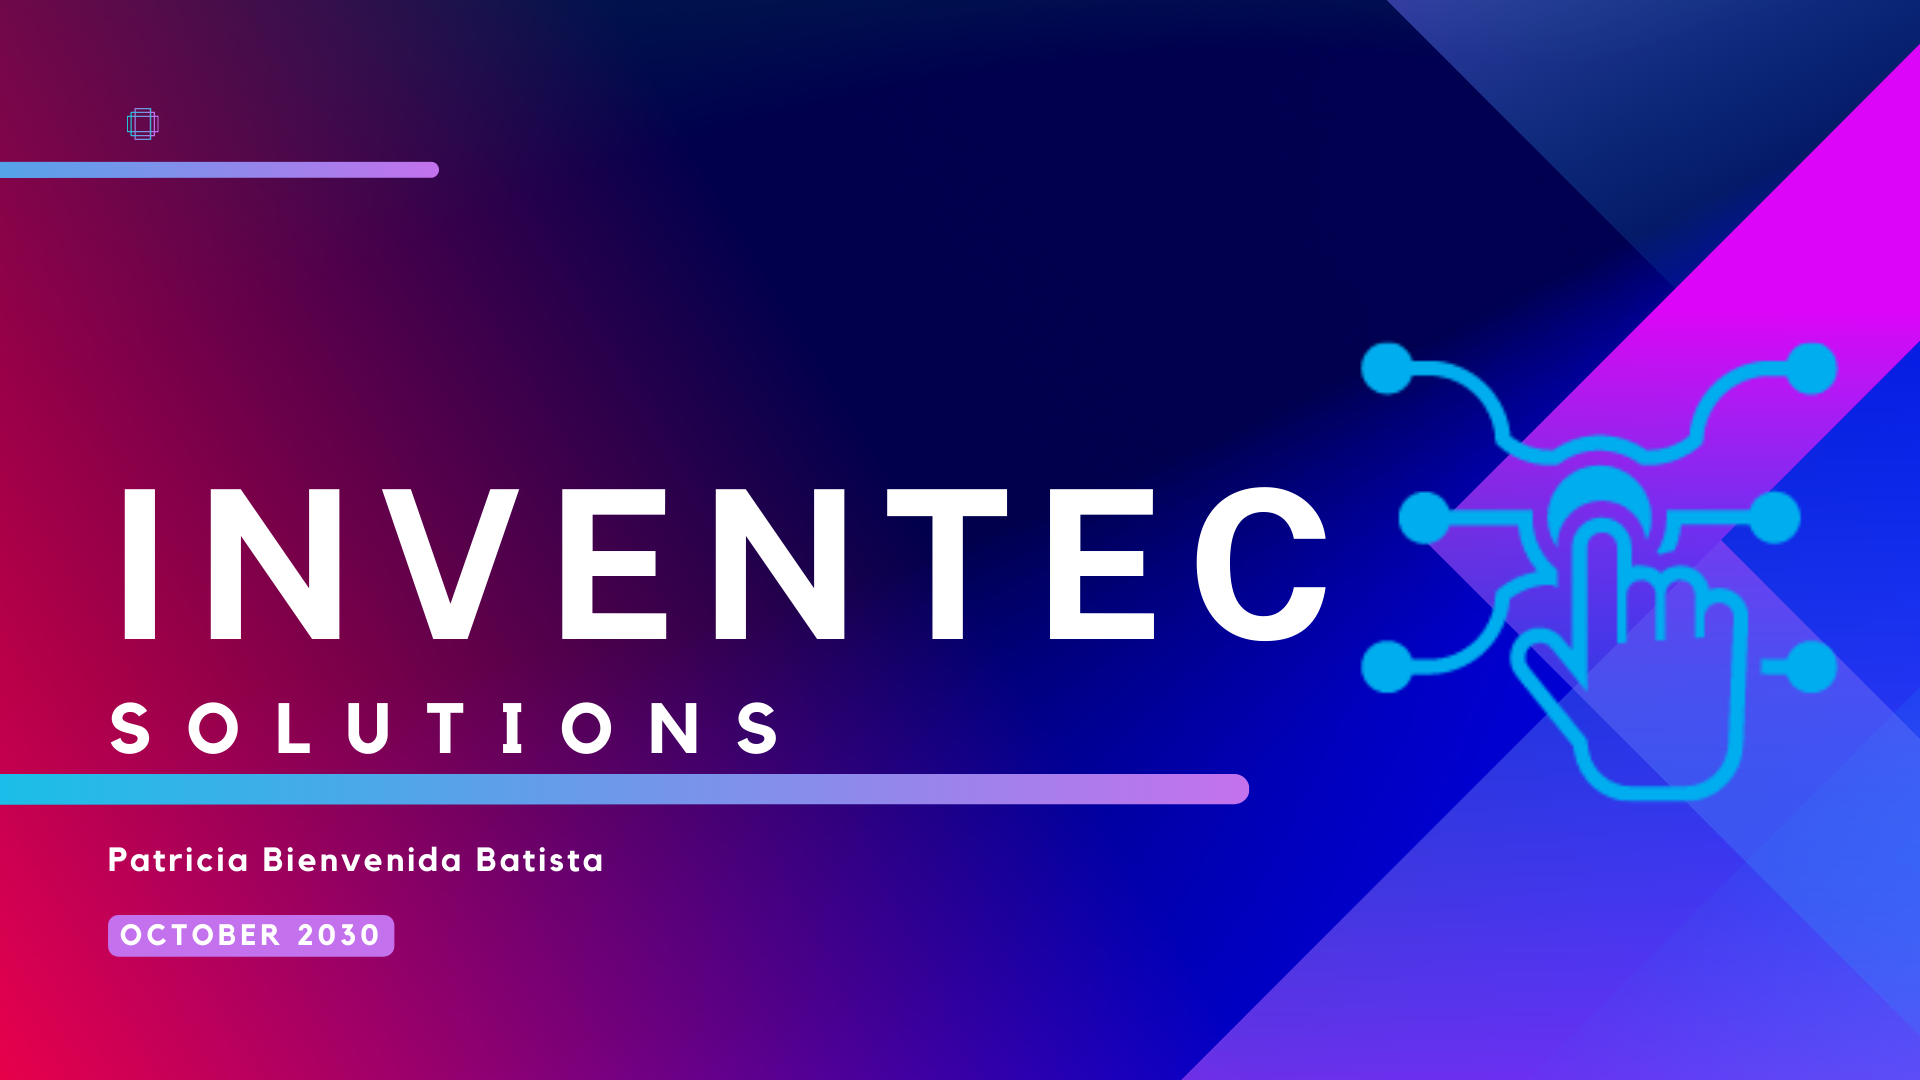 INVENTEC
SOLUTIONS
Patricia Bienvenida Batista
OCTOBER 2030